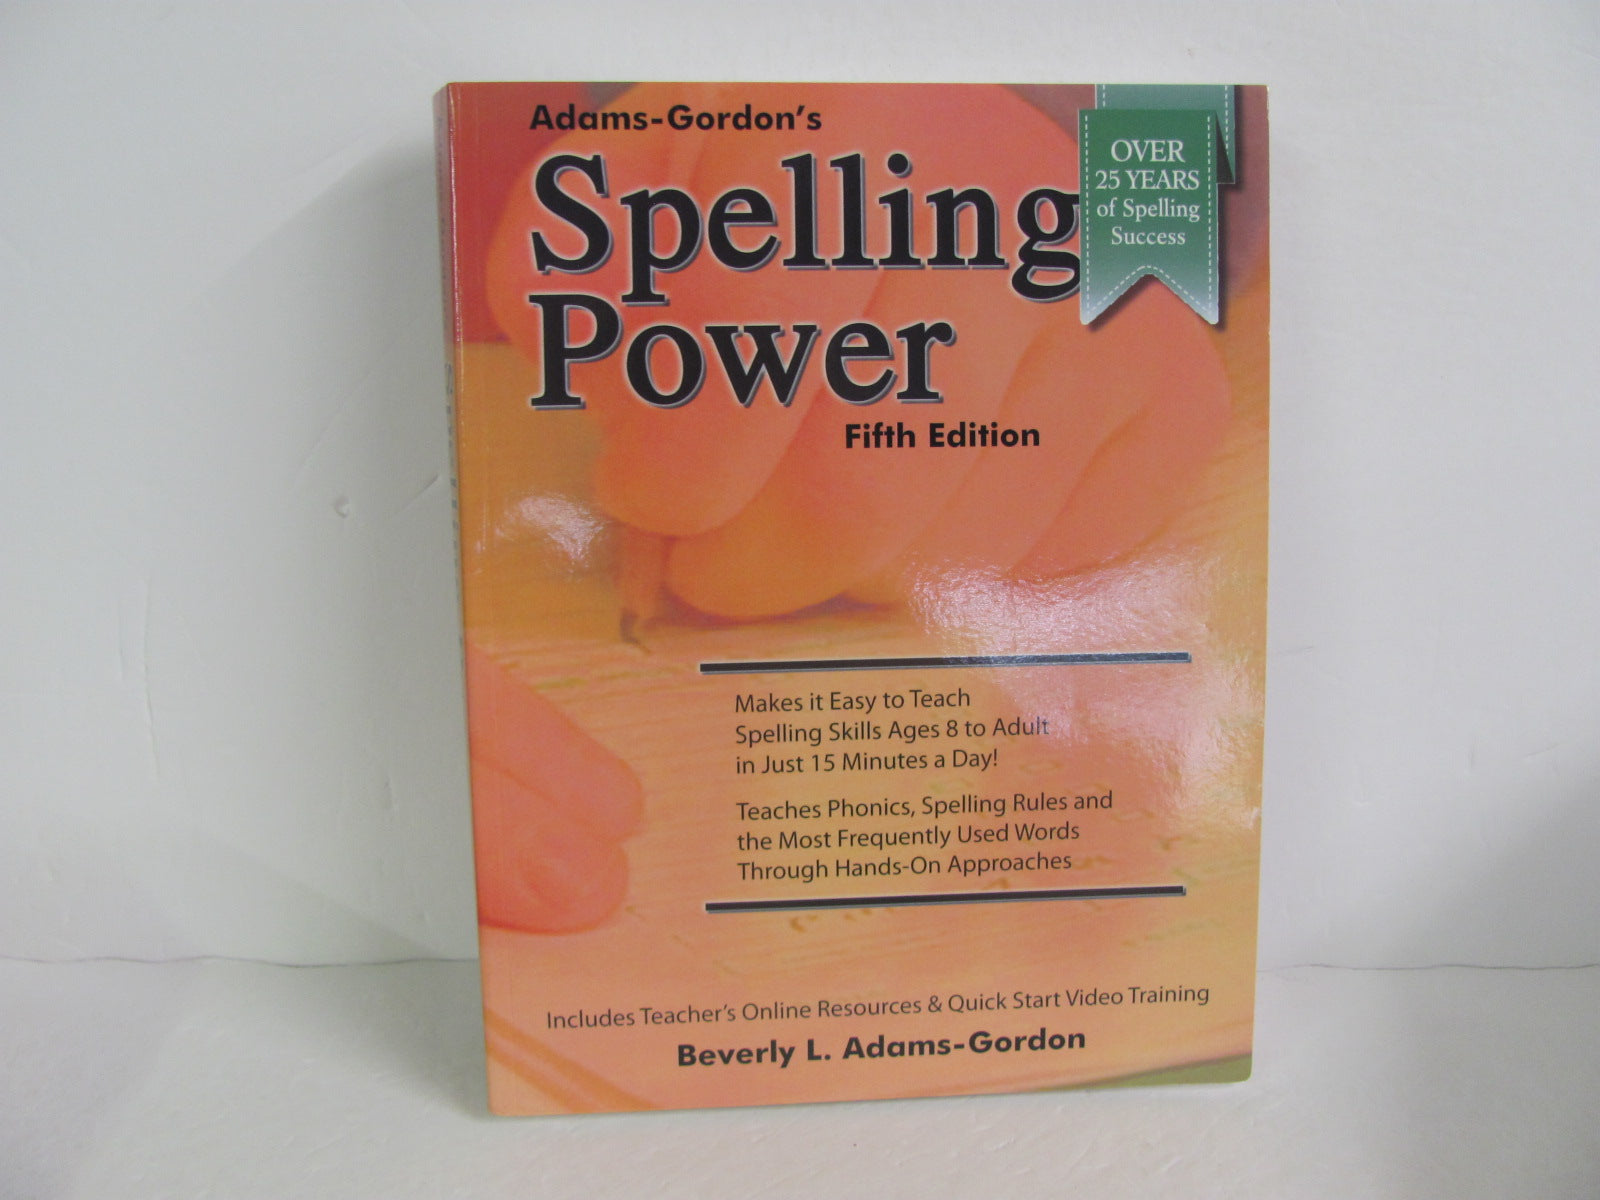 Adams-Gordon's
Spelling
Power
Fifth Edition
OVER
25 YEARS
of Spelling
Success
Makes it Easy to Teach
Spelling Skills Ages 8 to Adult
in Just 15 Minutes a Day!
Teaches Phonics, Spelling Rules and
the Most Frequently Used Words
Through Hands-On Approaches
Includes Teacher's Online Resources & Quick Start Video Training
Beverly L. Adams-Gordon